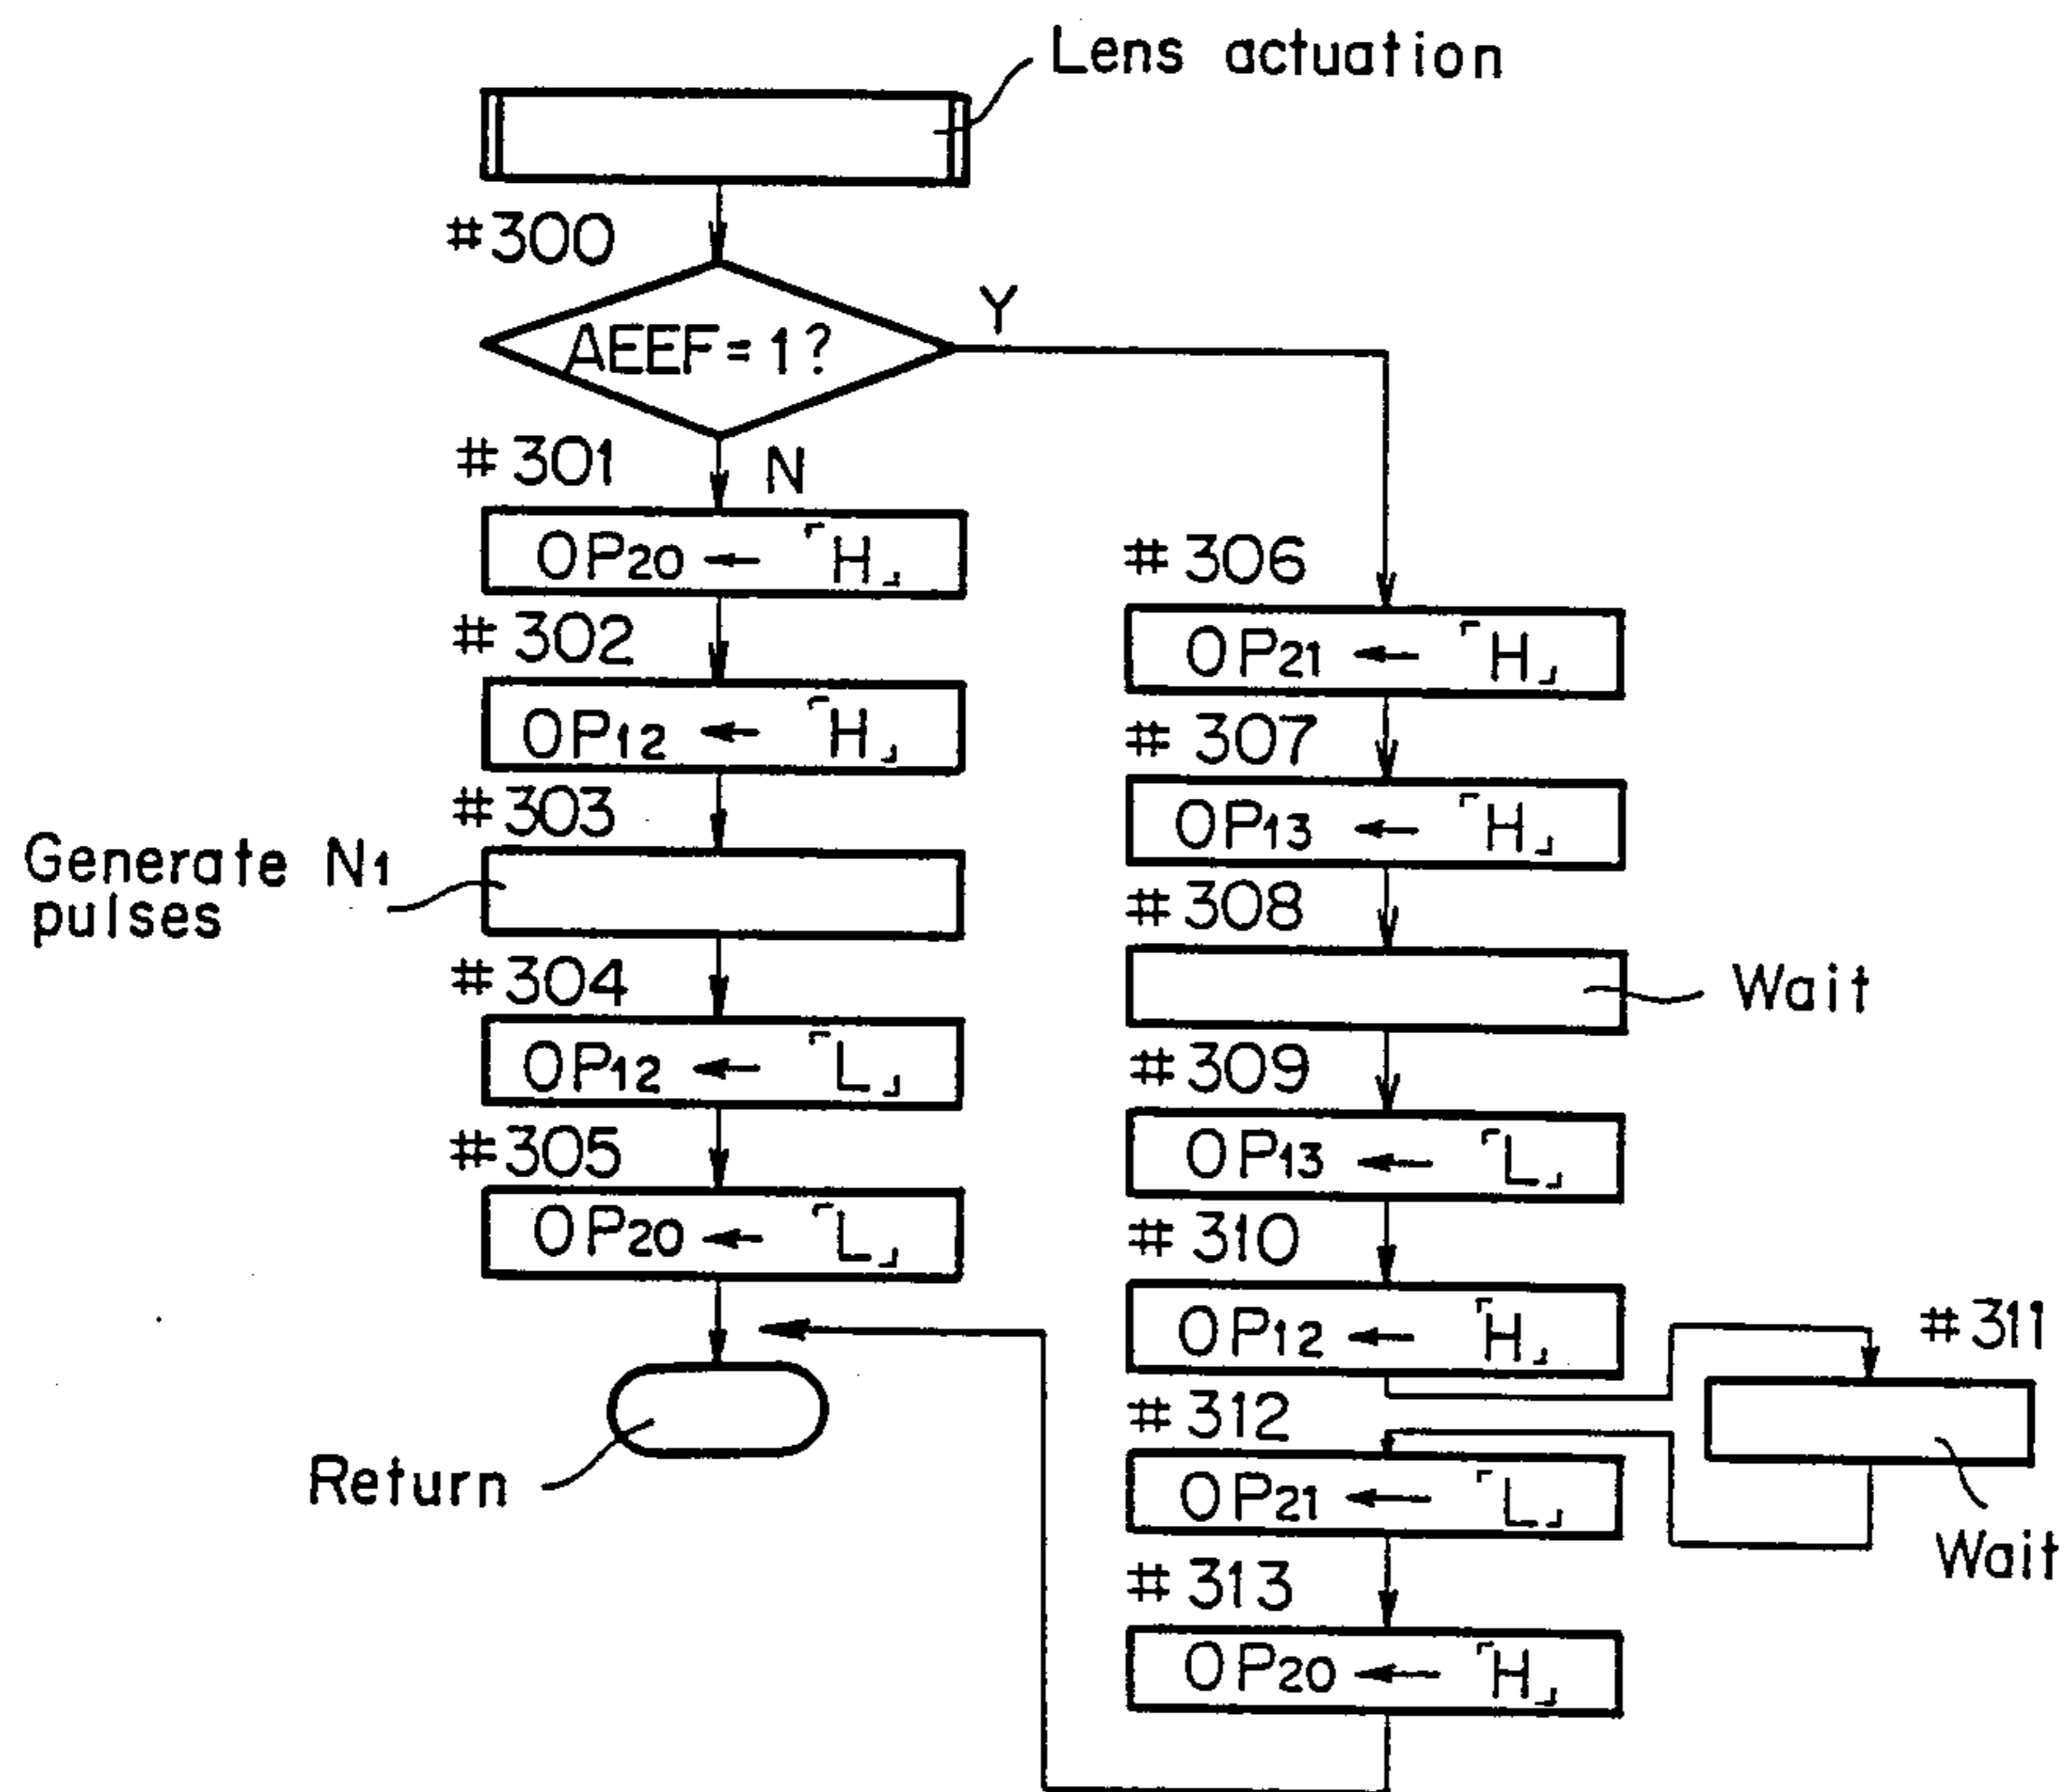 Lens actuation
#300
AEEF=1?
Y
N
#301
OP20 ← 「H」
#302
OP12 ← 「H」
#303
Generate N1
pulses
#304
OP12 ← 「L」
#305
OP20 ← 「L」
Return
#306
OP21 ← 「H」
#307
OP13 ← 「H」
#308
Wait
#309
OP13 ← 「L」
#310
OP12 ← 「H」
#311
Wait
#312
OP21 ← 「L」
#313
OP20 ← 「H」